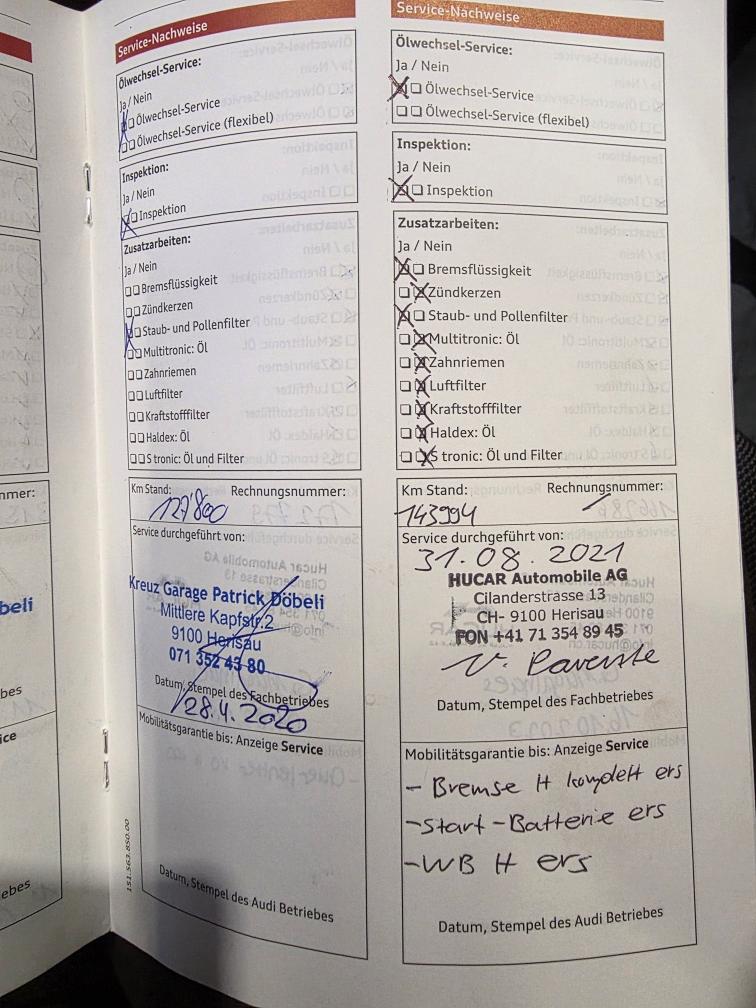 Service-Nachweise
Ölwechsel-Service:
Ja / Nein
Ölwechsel-Service
Ölwechsel-Service (flexibel)
Inspektion:
Ja / Nein
Inspektion
Zusatzarbeiten:
Ja / Nein
Bremsflüssigkeit
Zündkerzen
Staub- und Pollenfilter
Multitronic: Öl
Zahnriemen
Luftfilter
Kraftstofffilter
Haldex: Öl
S tronic: Öl und Filter
Km Stand:
Rechnungsnummer:
127'800
Service durchgeführt von:
Kreuz Garage Patrick Döbeli
Mittlere Kapfstr.2
9100 Herisau
071 352 43 80
Datum, Stempel des Fachbetriebes
28.4.2020
Mobilitätsgarantie bis: Anzeige Service
Datum, Stempel des Audi Betriebes
151.563.850.00
Service-Nachweise
Ölwechsel-Service:
Ja / Nein
Ölwechsel-Service
Ölwechsel-Service (flexibel)
Inspektion:
Ja / Nein
Inspektion
Zusatzarbeiten:
Ja / Nein
Bremsflüssigkeit
Zündkerzen
Staub- und Pollenfilter
Multitronic: Öl
Zahnriemen
Luftfilter
Kraftstofffilter
Haldex: Öl
S tronic: Öl und Filter
Km Stand:
Rechnungsnummer:
143994
Service durchgeführt von:
31.08.2021
HUCAR Automobile AG
Cilanderstrasse 13
CH- 9100 Herisau
FON +41 71 354 89 45
Datum, Stempel des Fachbetriebes
Mobilitätsgarantie bis: Anzeige Service
- Bremse H komplett ers
- Start-Batterie ers
- WB H ers
Datum, Stempel des Audi Betriebes